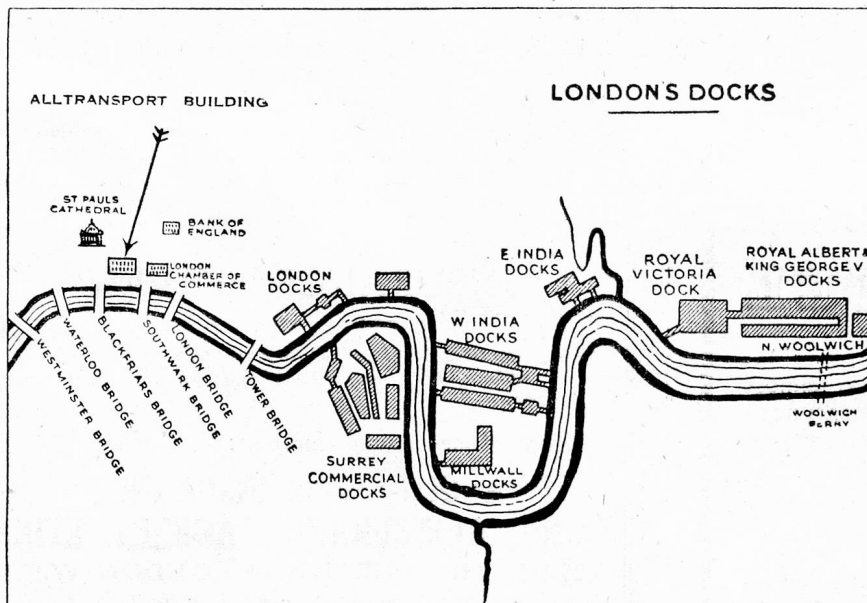 LONDON'S DOCKS
ALLTRANSPORT BUILDING
ST PAULS
CATHEDRAL
BANK OF
ENGLAND
LONDON
CHAMBER OF
COMMERCE
LONDON
DOCKS
E INDIA
DOCKS
ROYAL
VICTORIA
DOCK
ROYAL ALBERT &
KING GEORGE V
DOCKS
W INDIA
DOCKS
N. WOOLWICH
WOOLWICH
FERRY
WESTMINSTER BRIDGE
WATERLOO BRIDGE
BLACKFRIARS BRIDGE
SOUTHWARK BRIDGE
LONDON BRIDGE
TOWER BRIDGE
SURREY
COMMERCIAL
DOCKS
MILLWALL
DOCKS